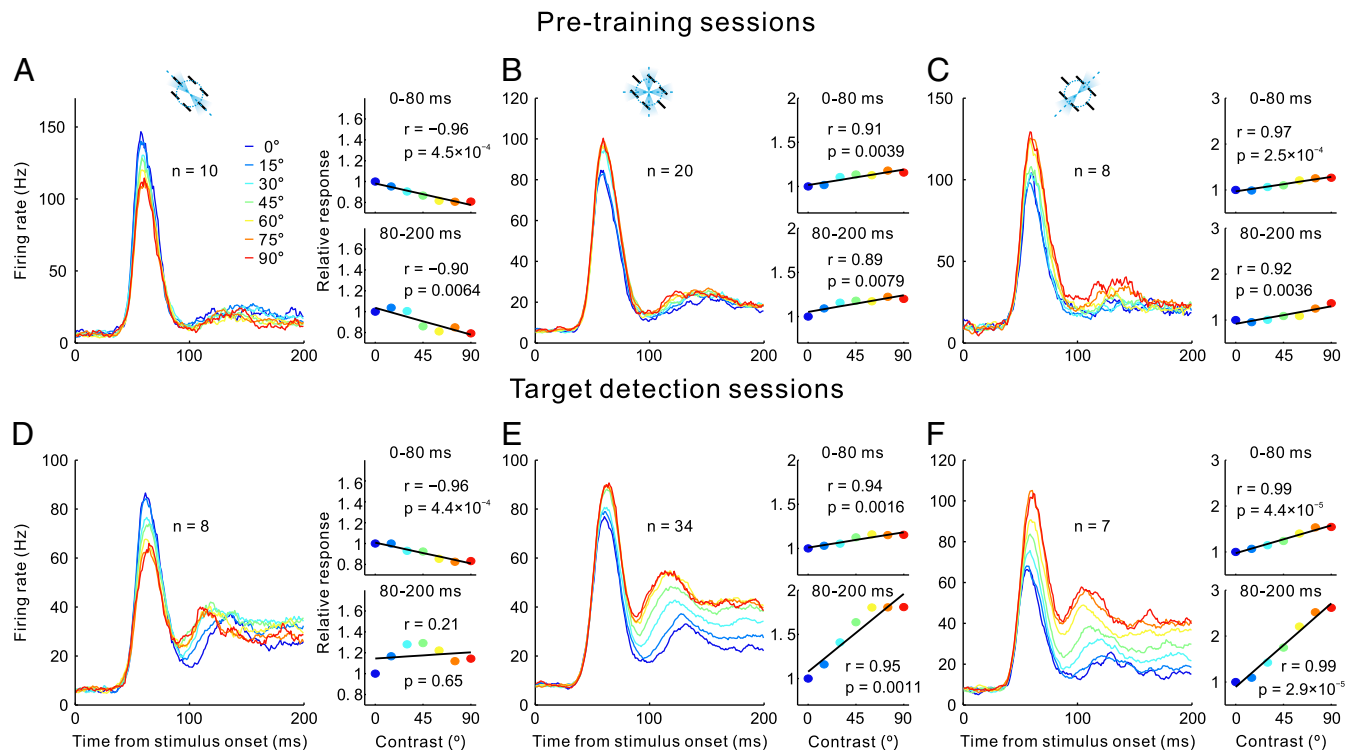 Pre-training sessions
A
B
C
Firing rate (Hz)
150
100
50
0
0
100
200
0°
15°
30°
45°
60°
75°
90°
n = 10
Relative response
0-80 ms
1.6
1.4
1.2
1
0.8
r = −0.96
p = 4.5×10⁻⁴
80-200 ms
1.6
1.4
1.2
1
0.8
r = −0.90
p = 0.0064
0
45
90
120
100
80
60
40
20
0
0
100
200
n = 20
0-80 ms
2
1
r = 0.91
p = 0.0039
80-200 ms
2
1
r = 0.89
p = 0.0079
0
45
90
150
100
50
0
0
100
200
n = 8
0-80 ms
3
2
1
r = 0.97
p = 2.5×10⁻⁴
80-200 ms
3
2
1
r = 0.92
p = 0.0036
0
45
90
Target detection sessions
D
E
F
Firing rate (Hz)
100
80
60
40
20
0
0
100
200
Time from stimulus onset (ms)
n = 8
Relative response
0-80 ms
1.6
1.4
1.2
1
0.8
r = −0.96
p = 4.4×10⁻⁴
80-200 ms
1.6
1.4
1.2
1
0.8
r = 0.21
p = 0.65
0
45
90
Contrast (º)
100
80
60
40
20
0
0
100
200
Time from stimulus onset (ms)
n = 34
0-80 ms
2
1
r = 0.94
p = 0.0016
80-200 ms
2
1
r = 0.95
p = 0.0011
0
45
90
Contrast (º)
120
100
80
60
40
20
0
0
100
200
Time from stimulus onset (ms)
n = 7
0-80 ms
3
2
1
r = 0.99
p = 4.4×10⁻⁵
80-200 ms
3
2
1
r = 0.99
p = 2.9×10⁻⁵
0
45
90
Contrast (º)